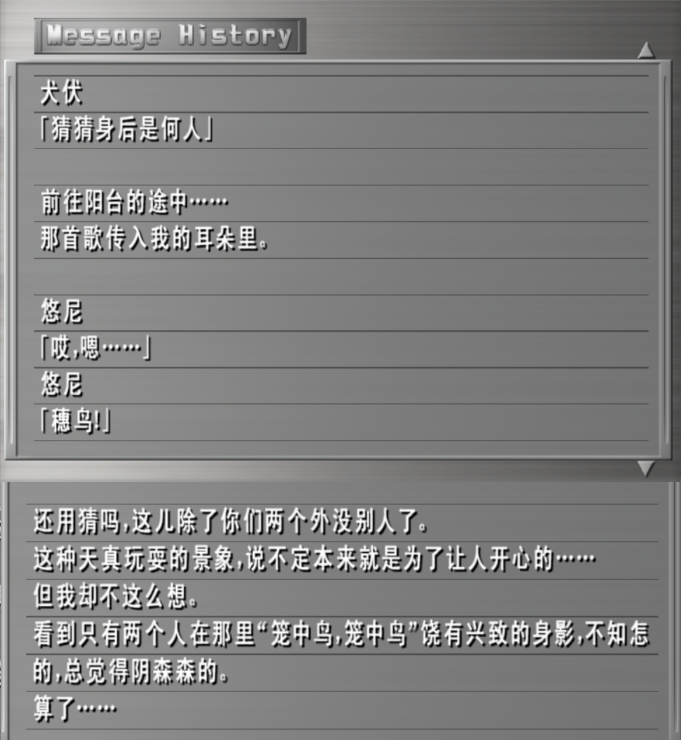 Message History
犬伏
「猜猜身后是何人」
前往阳台的途中……
那首歌传入我的耳朵里。
悠尼
「哎,嗯……」
悠尼
「穗鸟!」
还用猜吗,这儿除了你们两个外没别人了。
这种天真玩耍的景象,说不定本来就是为了让人开心的……
但我却不这么想。
看到只有两个人在那里“笼中鸟,笼中鸟”饶有兴致的身影,不知怎
的,总觉得阴森森的。
算了……